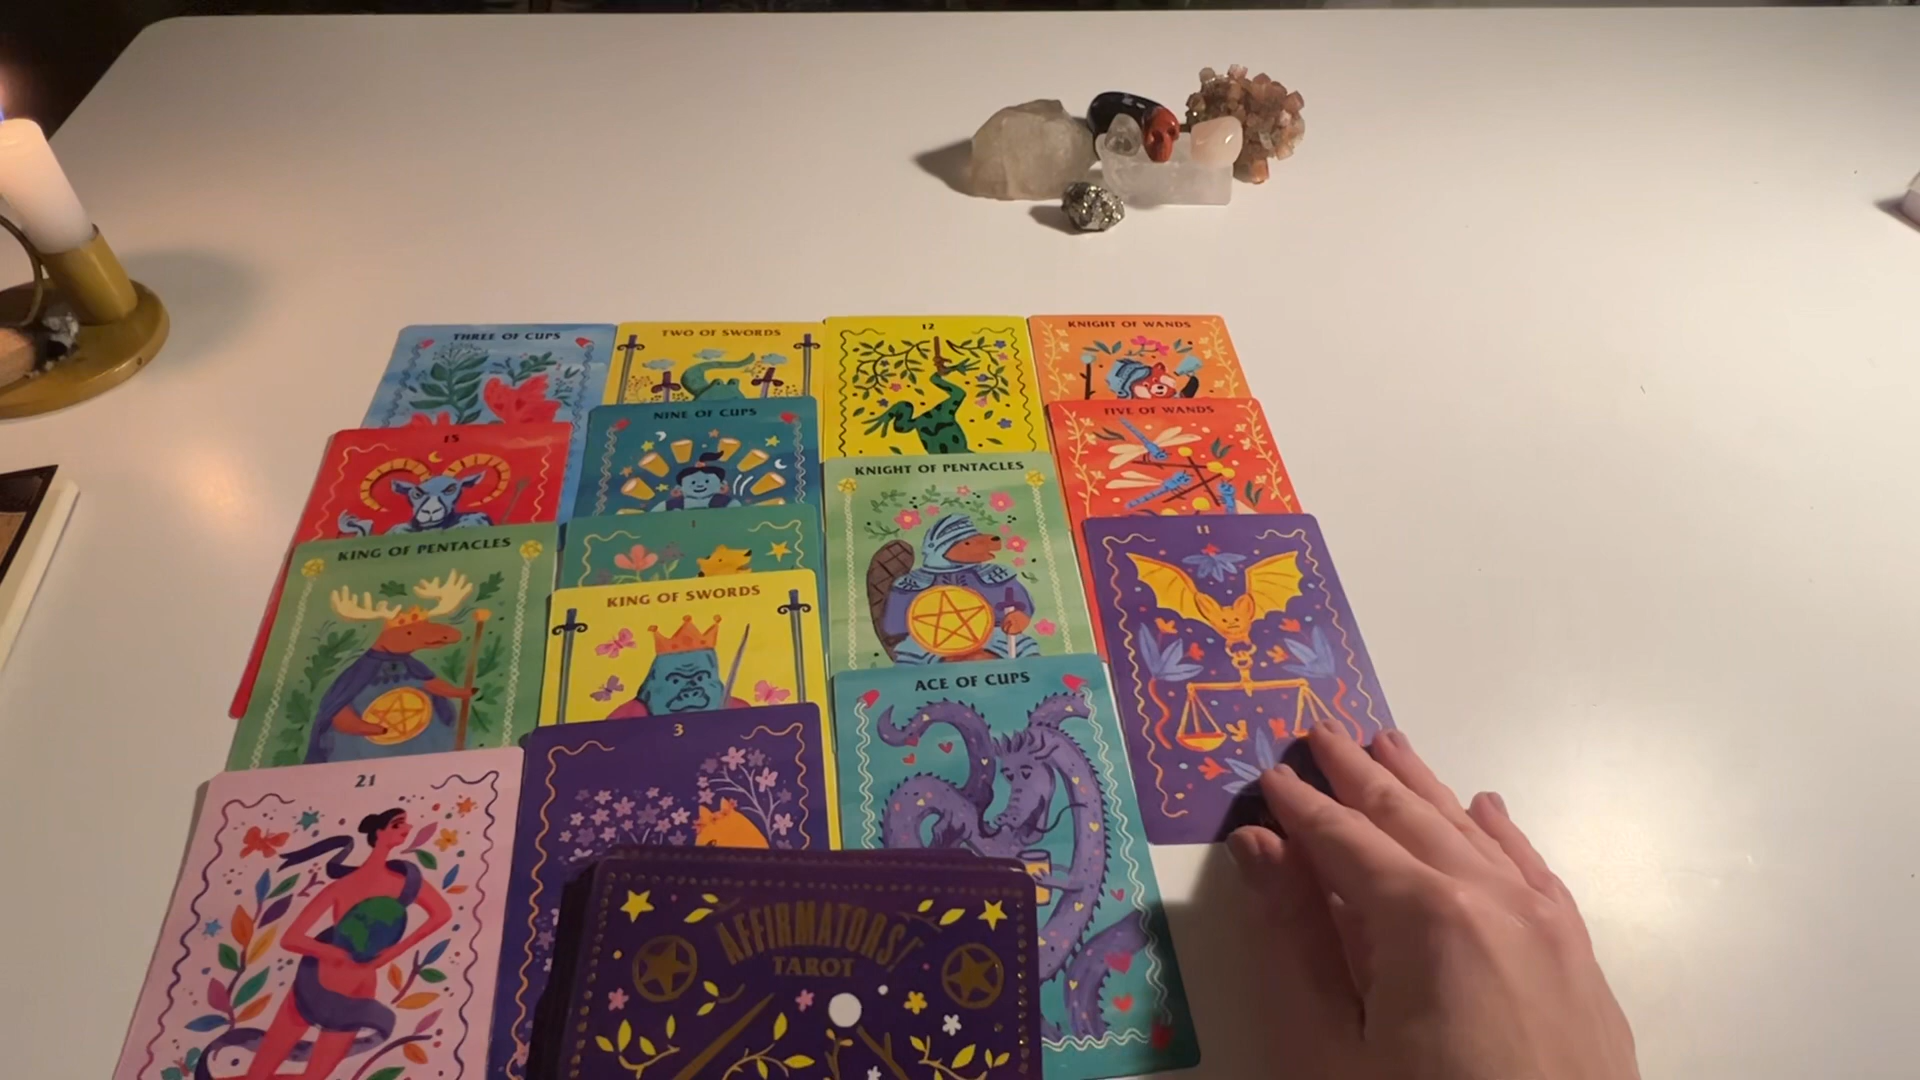 THREE OF CUPS
TWO OF SWORDS
12
KNIGHT OF WANDS
15
NINE OF CUPS
KNIGHT OF PENTACLES
FIVE OF WANDS
KING OF PENTACLES
1
KING OF SWORDS
11
21
3
ACE OF CUPS
AFFIRMATORS!
TAROT